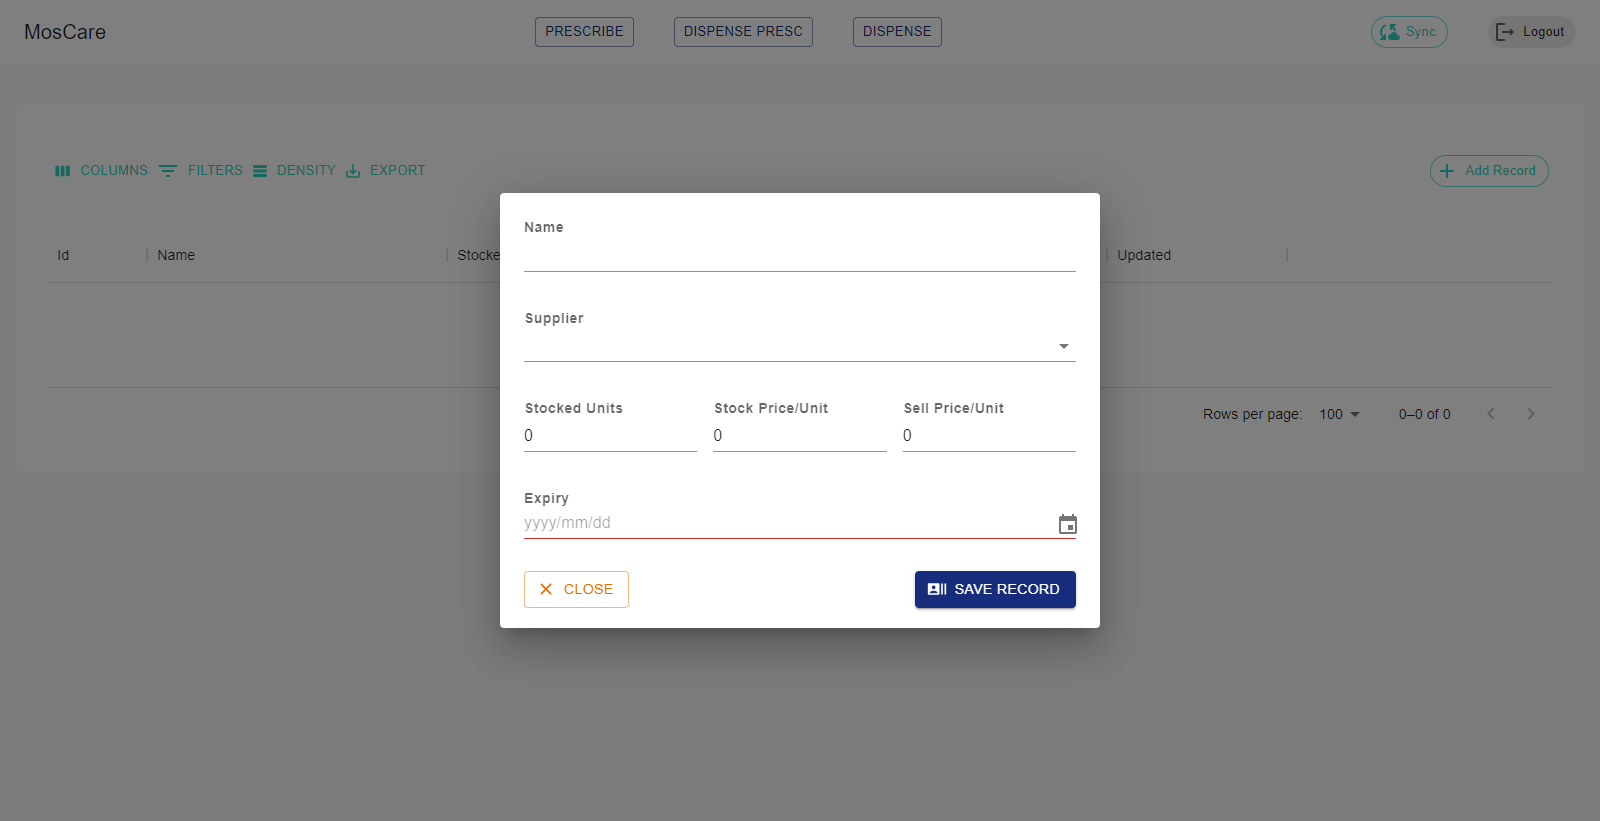 MosCare
PRESCRIBE
DISPENSE PRESC
DISPENSE
Sync
Logout
COLUMNS
FILTERS
DENSITY
EXPORT
Add Record
Id
Name
Stocke
Updated
Name
Supplier
Stocked Units
Stock Price/Unit
Sell Price/Unit
0
0
0
Expiry
yyyy/mm/dd
CLOSE
SAVE RECORD
Rows per page:
100
0–0 of 0